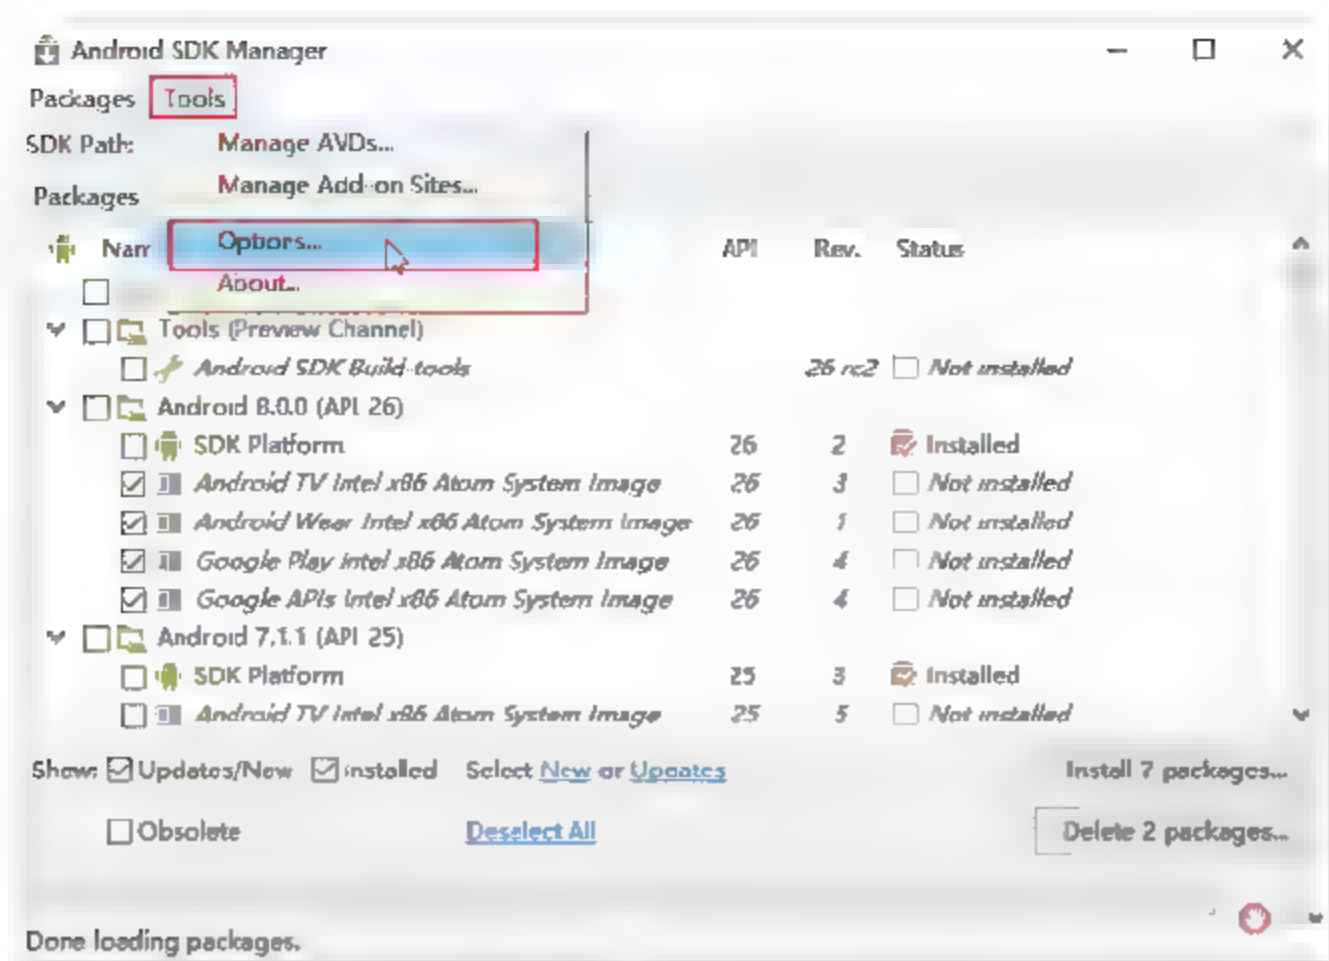 Android SDK Manager
Packages Tools
SDK Path:
Manage AVDs...
Manage Add-on Sites...
Packages
Options...
Nam API Rev. Status
About...
Tools (Preview Channel)
Android SDK Build-tools 26 rc2 Not installed
Android 8.0.0 (API 26)
SDK Platform 26 2 Installed
Android TV Intel x86 Atom System Image 26 3 Not installed
Android Wear Intel x86 Atom System Image 26 1 Not installed
Google Play Intel x86 Atom System Image 26 4 Not installed
Google APIs Intel x86 Atom System Image 26 4 Not installed
Android 7.1.1 (API 25)
SDK Platform 25 3 Installed
Android TV Intel x86 Atom System Image 25 5 Not installed
Show: Updates/New Installed Select New or Updates Install 7 packages...
Obsolete Deselect All Delete 2 packages...
Done loading packages.